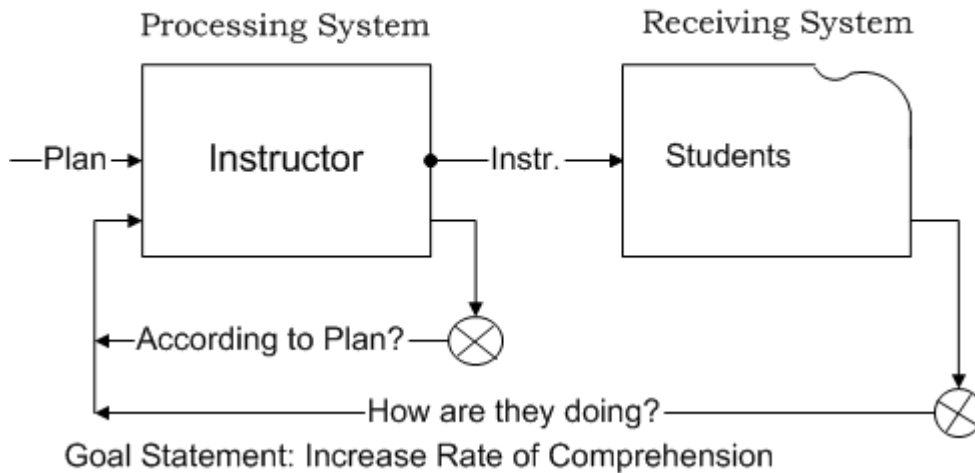 Processing System
Receiving System
Plan
Instructor
Instr.
Students
According to Plan?
How are they doing?
Goal Statement: Increase Rate of Comprehension